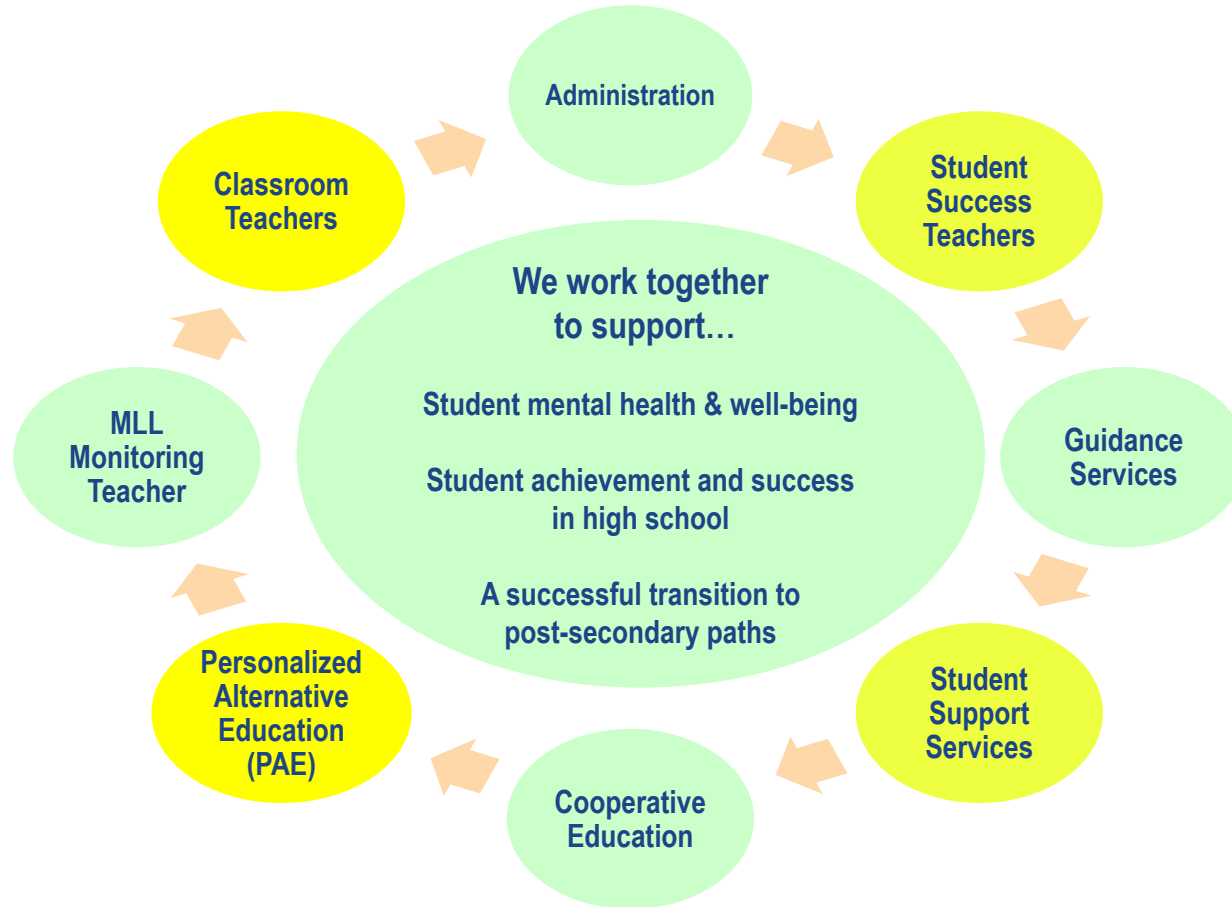 Administration
Student
Success
Teachers
Guidance
Services
Student
Support
Services
Cooperative
Education
Personalized
Alternative
Education
(PAE)
MLL
Monitoring
Teacher
Classroom
Teachers
We work together
to support…
Student mental health & well-being
Student achievement and success
in high school
A successful transition to
post-secondary paths